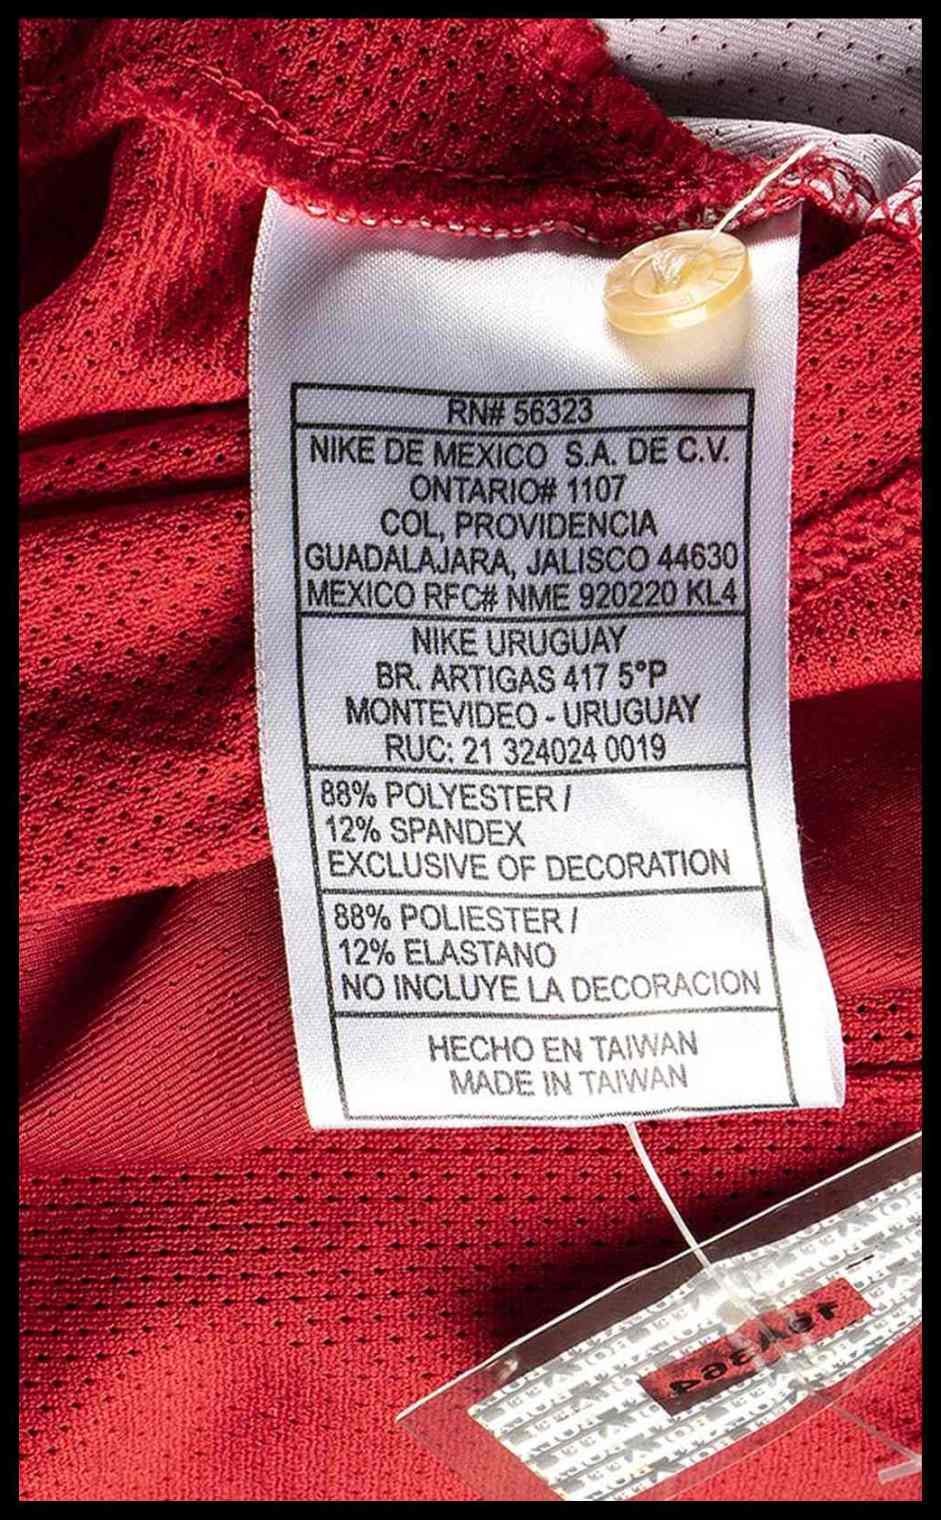 RN# 56323
NIKE DE MEXICO S.A. DE C.V.
ONTARIO# 1107
COL, PROVIDENCIA
GUADALAJARA, JALISCO 44630
MEXICO RFC# NME 920220 KL4
NIKE URUGUAY
BR. ARTIGAS 417 5°P
MONTEVIDEO - URUGUAY
RUC: 21 324024 0019
88% POLYESTER /
12% SPANDEX
EXCLUSIVE OF DECORATION
88% POLIESTER /
12% ELASTANO
NO INCLUYE LA DECORACION
HECHO EN TAIWAN
MADE IN TAIWAN